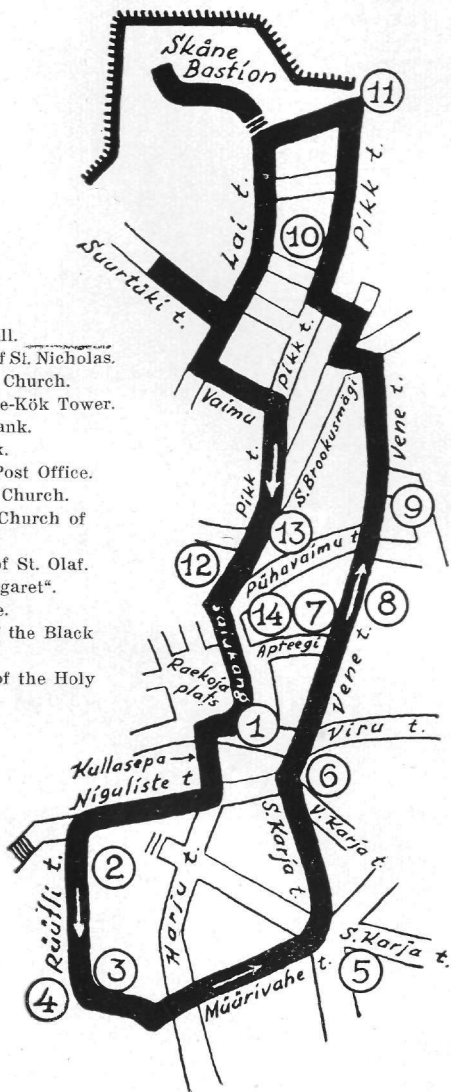 Skåne
Bastion
11
Lai t.
Pikk t.
10
Suurtüki t.
ll.
f St. Nicholas.
Church.
e-Kök Tower.
ank.
k.
Post Office.
Church.
Church of
of St. Olaf.
garet“.
e.
the Black
of the Holy
Vaimu
Pikk t.
S.Brookusmägi
Vene t.
Pikk t.
9
13
12
Pühavaimu t.
14
7
8
Apteegi
Saiakang
Raekoja
plats
Vene t.
1
Viru t.
Kullasepa
Niguliste t
6
V. Karja t.
S. Karja t.
2
Harju t.
Rüütli t.
S. Karja t.
5
3
4
Müürivahe t.